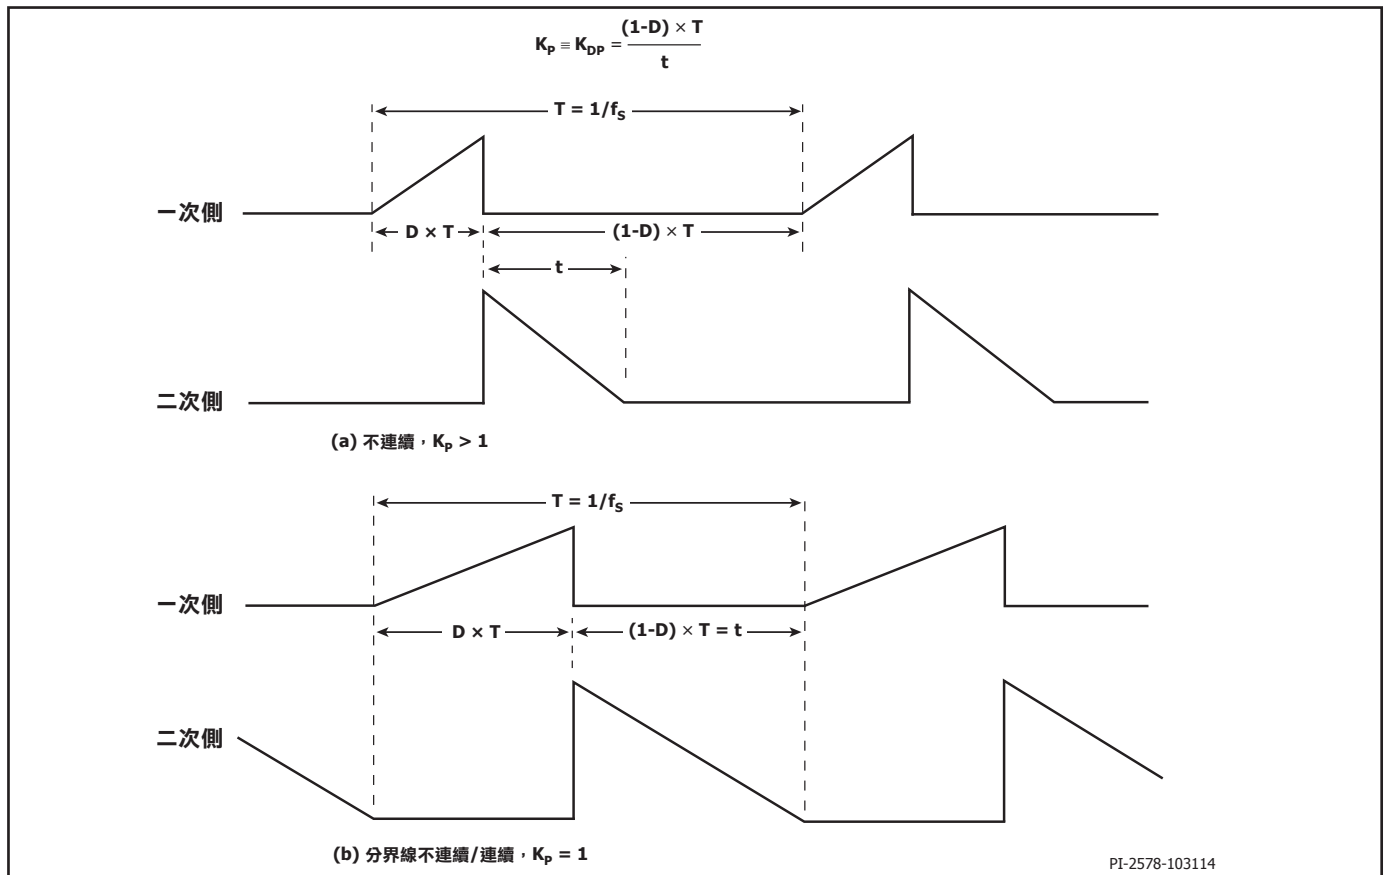 K_P ≡ K_DP = (1-D) × T / t
T = 1/f_S
一次側
D × T
(1-D) × T
t
二次側
(a) 不連續，K_P > 1
T = 1/f_S
一次側
D × T
(1-D) × T = t
二次側
(b) 分界線不連續/連續，K_P = 1
PI-2578-103114